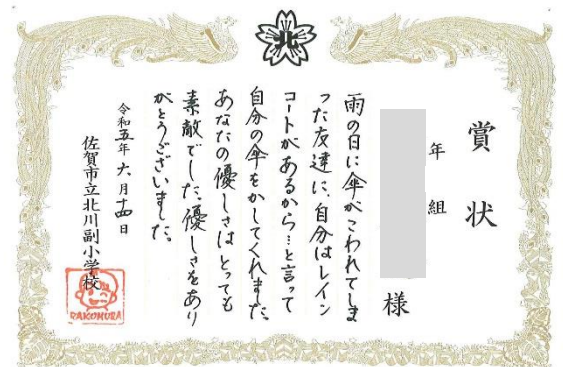 北
賞状
年
組
様
雨の日に傘がこわれてしま
った友達に、自分はレイン
コートがあるから…と言って
自分の傘をかしてくれました。
あなたの優しさはとっても
素敵でした。優しさをあり
がとうございました。
令和五年六月十四日
佐賀市立北川副小学校
RAKUMURA